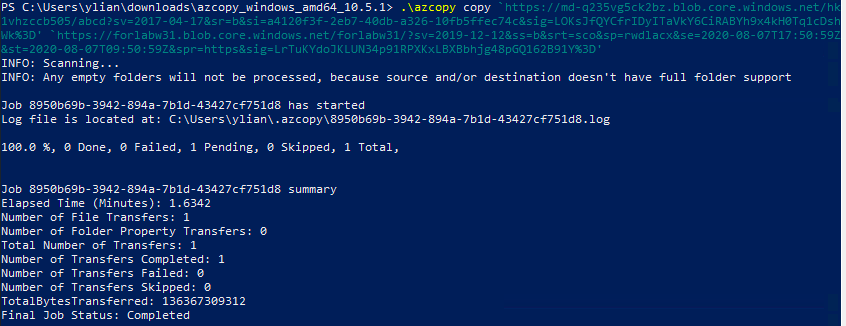 PS C:\Users\ylian\downloads\azcopy_windows_amd64_10.5.1> .\azcopy copy `'https://md-q235vg5ck2bz.blob.core.windows.net/hk
1vhzccb505/abcd?sv=2017-04-17&sr=b&si=a4120f3f-2eb7-40db-a326-10fb5ffec74c&sig=LOKsJfQYCfrIDyITaVkY6CiRABYh9x4kH0Tq1cDsh
Wk%3D' `'https://forlabw31.blob.core.windows.net/forlabw31/?sv=2019-12-12&ss=b&srt=sco&sp=rwdlacx&se=2020-08-07T17:50:59Z
&st=2020-08-07T09:50:59Z&spr=https&sig=LrTuKYdoJKLUN34p91RPXKxLBXBbhjg48pGQ162B91Y%3D'
INFO: Scanning...
INFO: Any empty folders will not be processed, because source and/or destination doesn't have full folder support
Job 8950b69b-3942-894a-7b1d-43427cf751d8 has started
Log file is located at: C:\Users\ylian\.azcopy\8950b69b-3942-894a-7b1d-43427cf751d8.log
100.0 %, 0 Done, 0 Failed, 1 Pending, 0 Skipped, 1 Total,
Job 8950b69b-3942-894a-7b1d-43427cf751d8 summary
Elapsed Time (Minutes): 1.6342
Number of File Transfers: 1
Number of Folder Property Transfers: 0
Total Number of Transfers: 1
Number of Transfers Completed: 1
Number of Transfers Failed: 0
Number of Transfers Skipped: 0
TotalBytesTransferred: 136367309312
Final Job Status: Completed